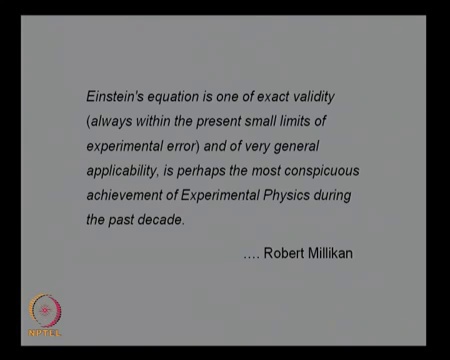 Einstein's equation is one of exact validity
(always within the present small limits of
experimental error) and of very general
applicability, is perhaps the most conspicuous
achievement of Experimental Physics during
the past decade.
.... Robert Millikan
NPTEL